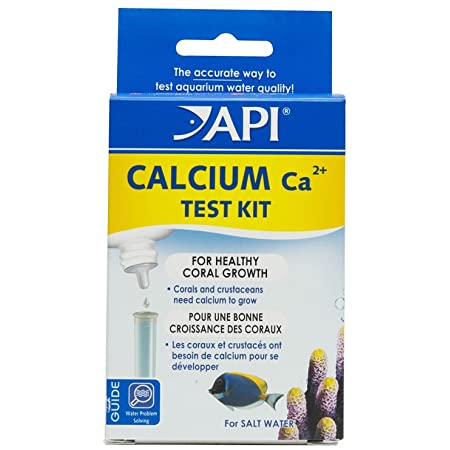 The accurate way to
test aquarium water quality!
API®
CALCIUM Ca²⁺
TEST KIT
FOR HEALTHY
CORAL GROWTH
• Corals and crustaceans
need calcium to grow
POUR UNE BONNE
CROISSANCE DES CORAUX
• Les coraux et crustacés ont
besoin de calcium pour se
développer
GUIDE
Water Problem
Solving
For SALT WATER